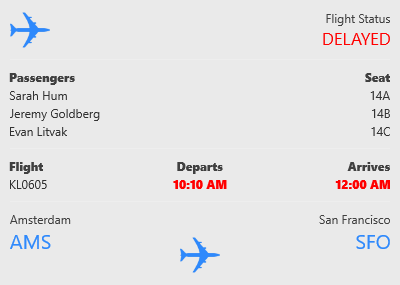 Flight Status
DELAYED
Passengers Seat
Sarah Hum 14A
Jeremy Goldberg 14B
Evan Litvak 14C
Flight Departs Arrives
KL0605 10:10 AM 12:00 AM
Amsterdam San Francisco
AMS SFO